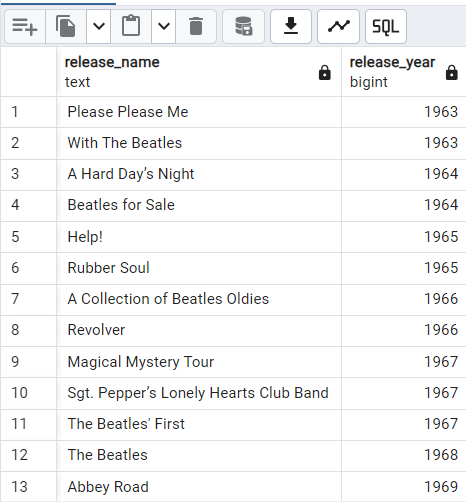 SQL
release_name release_year
text bigint
1 Please Please Me 1963
2 With The Beatles 1963
3 A Hard Day’s Night 1964
4 Beatles for Sale 1964
5 Help! 1965
6 Rubber Soul 1965
7 A Collection of Beatles Oldies 1966
8 Revolver 1966
9 Magical Mystery Tour 1967
10 Sgt. Pepper’s Lonely Hearts Club Band 1967
11 The Beatles' First 1967
12 The Beatles 1968
13 Abbey Road 1969